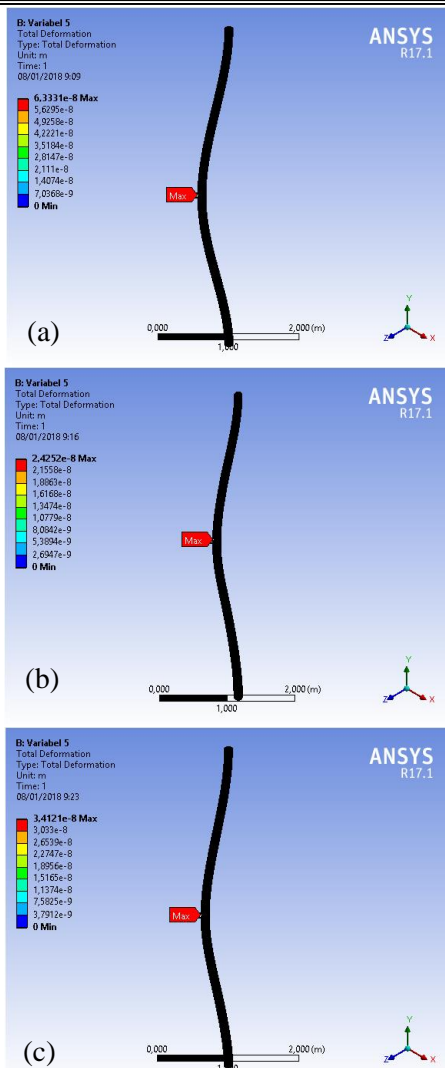 B: Variabel 5
Total Deformation
Type: Total Deformation
Unit: m
Time: 1
08/01/2018 9:09
6,3331e-8 Max
5,6295e-8
4,9258e-8
4,2221e-8
3,5184e-8
2,8147e-8
2,111e-8
1,4074e-8
7,0368e-9
0 Min
ANSYS
R17.1
Max
0,000
2,000 (m)
1,000
Y
Z
X
(a)
B: Variabel 5
Total Deformation
Type: Total Deformation
Unit: m
Time: 1
08/01/2018 9:16
2,4252e-8 Max
2,1558e-8
1,8863e-8
1,6168e-8
1,3474e-8
1,0779e-8
8,0842e-9
5,3894e-9
2,6947e-9
0 Min
ANSYS
R17.1
Max
0,000
2,000 (m)
1,000
Y
Z
X
(b)
B: Variabel 5
Total Deformation
Type: Total Deformation
Unit: m
Time: 1
08/01/2018 9:23
3,4121e-8 Max
3,033e-8
2,6539e-8
2,2747e-8
1,8956e-8
1,5165e-8
1,1374e-8
7,5825e-9
3,7912e-9
0 Min
ANSYS
R17.1
Max
0,000
2,000 (m)
Y
Z
X
(c)